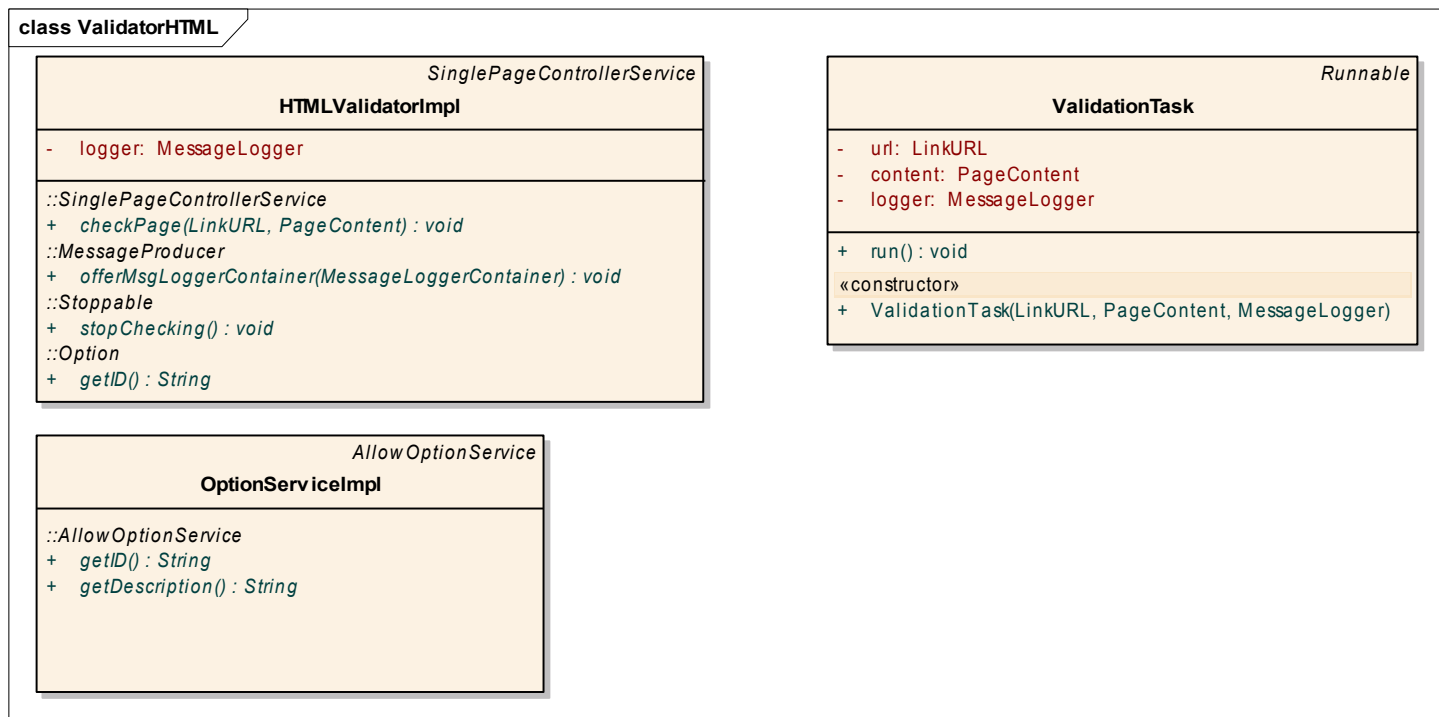 class ValidatorHTML
SinglePageControllerService
HTMLValidatorImpl
- logger: MessageLogger
::SinglePageControllerService
+ checkPage(LinkURL, PageContent) : void
::MessageProducer
+ offerMsgLoggerContainer(MessageLoggerContainer) : void
::Stoppable
+ stopChecking() : void
::Option
+ getID() : String
Runnable
ValidationTask
- url: LinkURL
- content: PageContent
- logger: MessageLogger
+ run() : void
«constructor»
+ ValidationTask(LinkURL, PageContent, MessageLogger)
AllowOptionService
OptionServiceImpl
::AllowOptionService
+ getID() : String
+ getDescription() : String